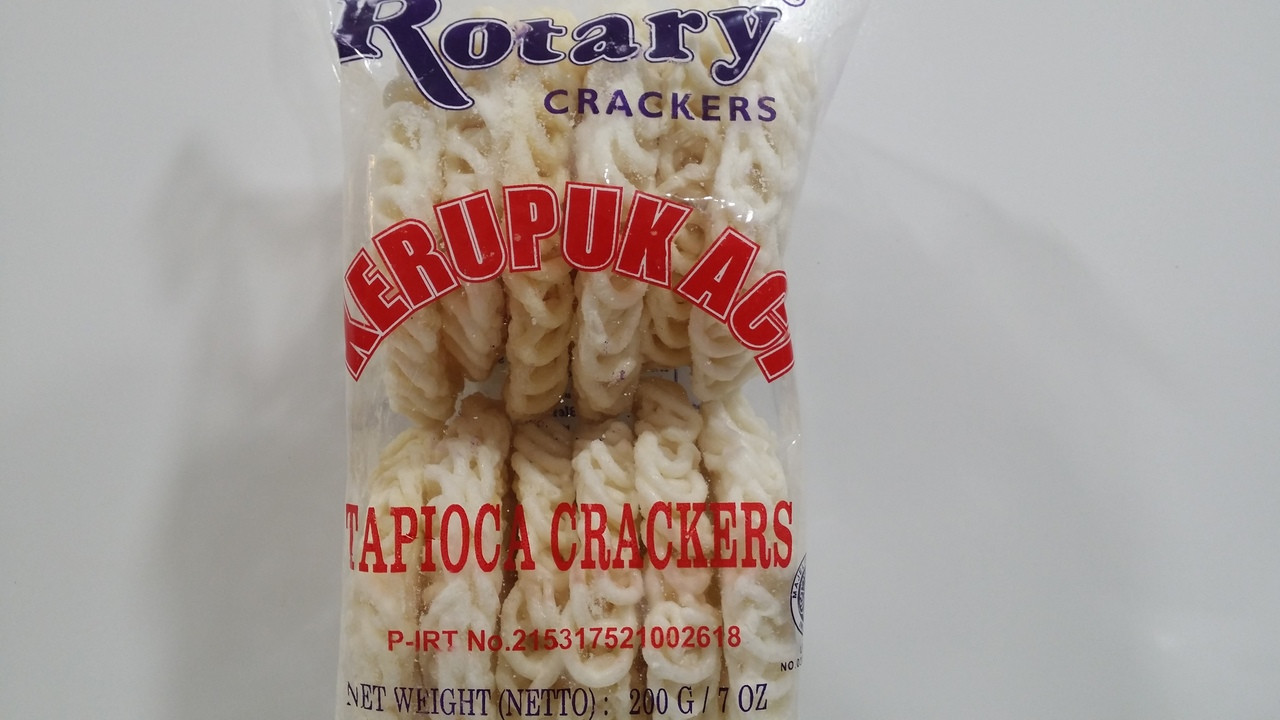 Rotary
CRACKERS
KERUPUK ACI
TAPIOCA CRACKERS
P-IRT No.215317521002618
NET WEIGHT (NETTO) : 200 G / 7 OZ